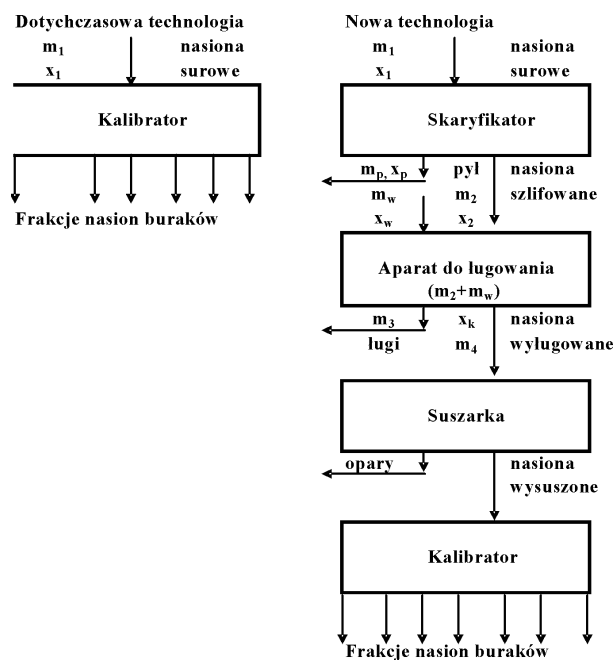 Dotychczasowa technologia
m1 nasiona
x1 surowe
Kalibrator
Frakcje nasion buraków
Nowa technologia
m1 nasiona
x1 surowe
Skaryfikator
mp, xp pył nasiona
mw m2 szlifowane
xw x2
Aparat do ługowania
(m2+mw)
m3 xk nasiona
ługi m4 wyługowane
Suszarka
opary nasiona
wysuszone
Kalibrator
Frakcje nasion buraków